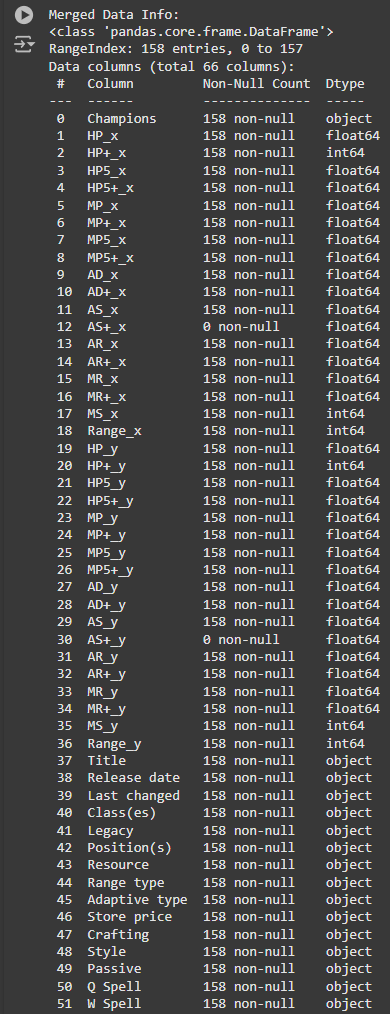 Merged Data Info:
<class 'pandas.core.frame.DataFrame'>
RangeIndex: 158 entries, 0 to 157
Data columns (total 66 columns):
 #   Column         Non-Null Count  Dtype
---  ------         --------------  -----
 0   Champions      158 non-null    object
 1   HP_x           158 non-null    float64
 2   HP+_x          158 non-null    int64
 3   HP5_x          158 non-null    float64
 4   HP5+_x         158 non-null    float64
 5   MP_x           158 non-null    float64
 6   MP+_x          158 non-null    float64
 7   MP5_x          158 non-null    float64
 8   MP5+_x         158 non-null    float64
 9   AD_x           158 non-null    float64
 10  AD+_x          158 non-null    float64
 11  AS_x           158 non-null    float64
 12  AS+_x          0 non-null      float64
 13  AR_x           158 non-null    float64
 14  AR+_x          158 non-null    float64
 15  MR_x           158 non-null    float64
 16  MR+_x          158 non-null    float64
 17  MS_x           158 non-null    int64
 18  Range_x        158 non-null    int64
 19  HP_y           158 non-null    float64
 20  HP+_y          158 non-null    int64
 21  HP5_y          158 non-null    float64
 22  HP5+_y         158 non-null    float64
 23  MP_y           158 non-null    float64
 24  MP+_y          158 non-null    float64
 25  MP5_y          158 non-null    float64
 26  MP5+_y         158 non-null    float64
 27  AD_y           158 non-null    float64
 28  AD+_y          158 non-null    float64
 29  AS_y           158 non-null    float64
 30  AS+_y          0 non-null      float64
 31  AR_y           158 non-null    float64
 32  AR+_y          158 non-null    float64
 33  MR_y           158 non-null    float64
 34  MR+_y          158 non-null    float64
 35  MS_y           158 non-null    int64
 36  Range_y        158 non-null    int64
 37  Title          158 non-null    object
 38  Release date   158 non-null    object
 39  Last changed   158 non-null    object
 40  Class(es)      158 non-null    object
 41  Legacy         158 non-null    object
 42  Position(s)    158 non-null    object
 43  Resource       158 non-null    object
 44  Range type     158 non-null    object
 45  Adaptive type  158 non-null    object
 46  Store price    158 non-null    object
 47  Crafting       158 non-null    object
 48  Style          158 non-null    object
 49  Passive        158 non-null    object
 50  Q Spell        158 non-null    object
 51  W Spell        158 non-null    object